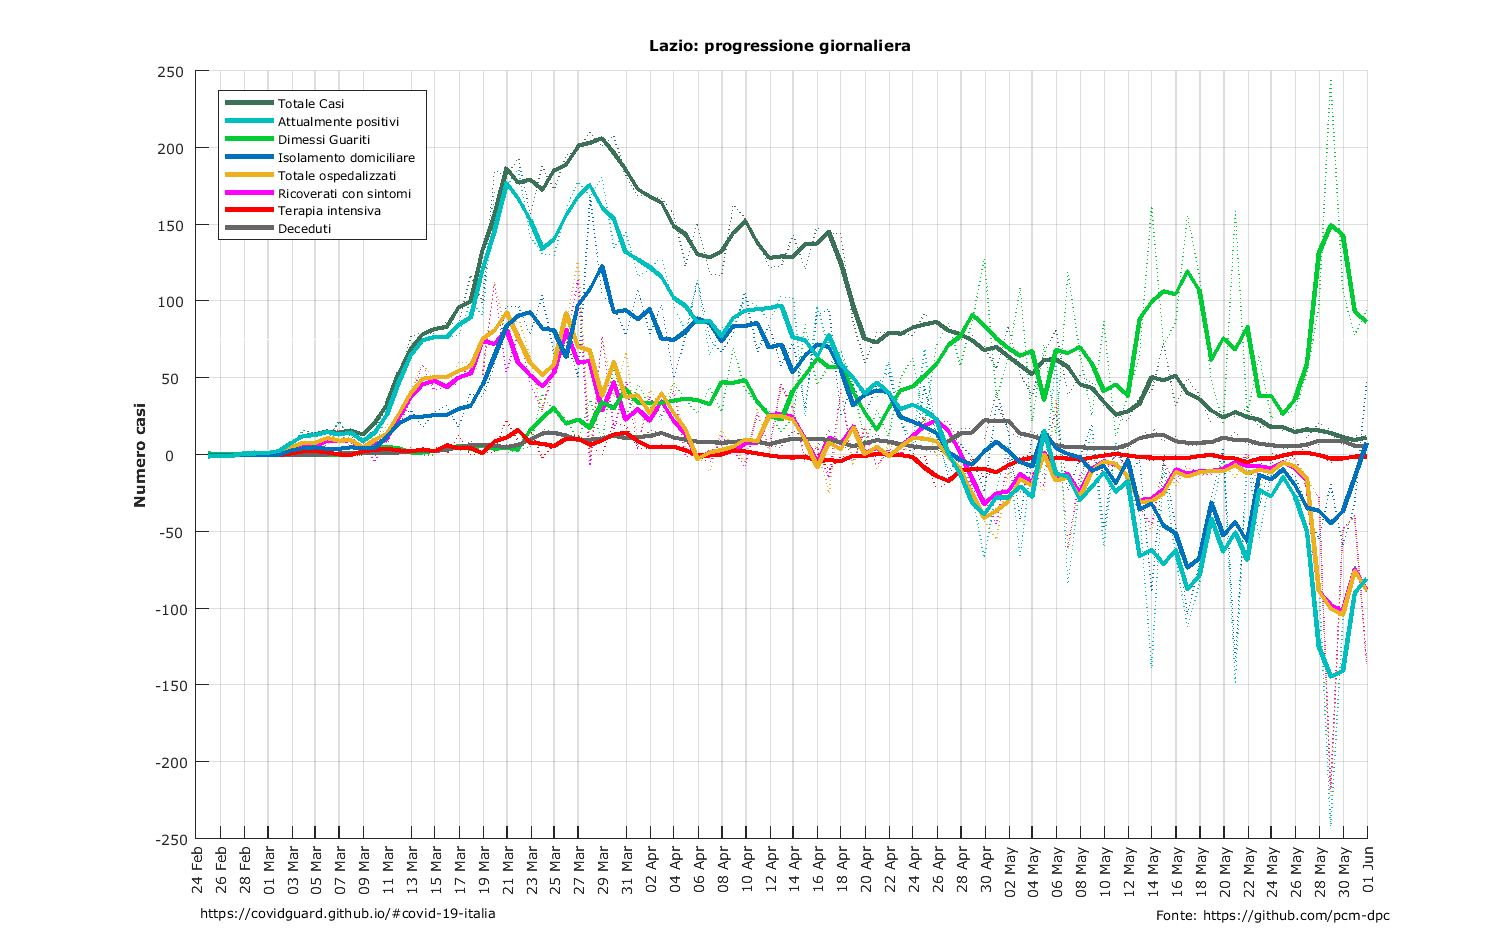 Lazio: progressione giornaliera
Numero casi
250
200
150
100
50
0
-50
-100
-150
-200
-250
Totale Casi
Attualmente positivi
Dimessi Guariti
Isolamento domiciliare
Totale ospedalizzati
Ricoverati con sintomi
Terapia intensiva
Deceduti
24 Feb
26 Feb
28 Feb
01 Mar
03 Mar
05 Mar
07 Mar
09 Mar
11 Mar
13 Mar
15 Mar
17 Mar
19 Mar
21 Mar
23 Mar
25 Mar
27 Mar
29 Mar
31 Mar
02 Apr
04 Apr
06 Apr
08 Apr
10 Apr
12 Apr
14 Apr
16 Apr
18 Apr
20 Apr
22 Apr
24 Apr
26 Apr
28 Apr
30 Apr
02 May
04 May
06 May
08 May
10 May
12 May
14 May
16 May
18 May
20 May
22 May
24 May
26 May
28 May
30 May
01 Jun
https://covidguard.github.io/#covid-19-italia
Fonte: https://github.com/pcm-dpc